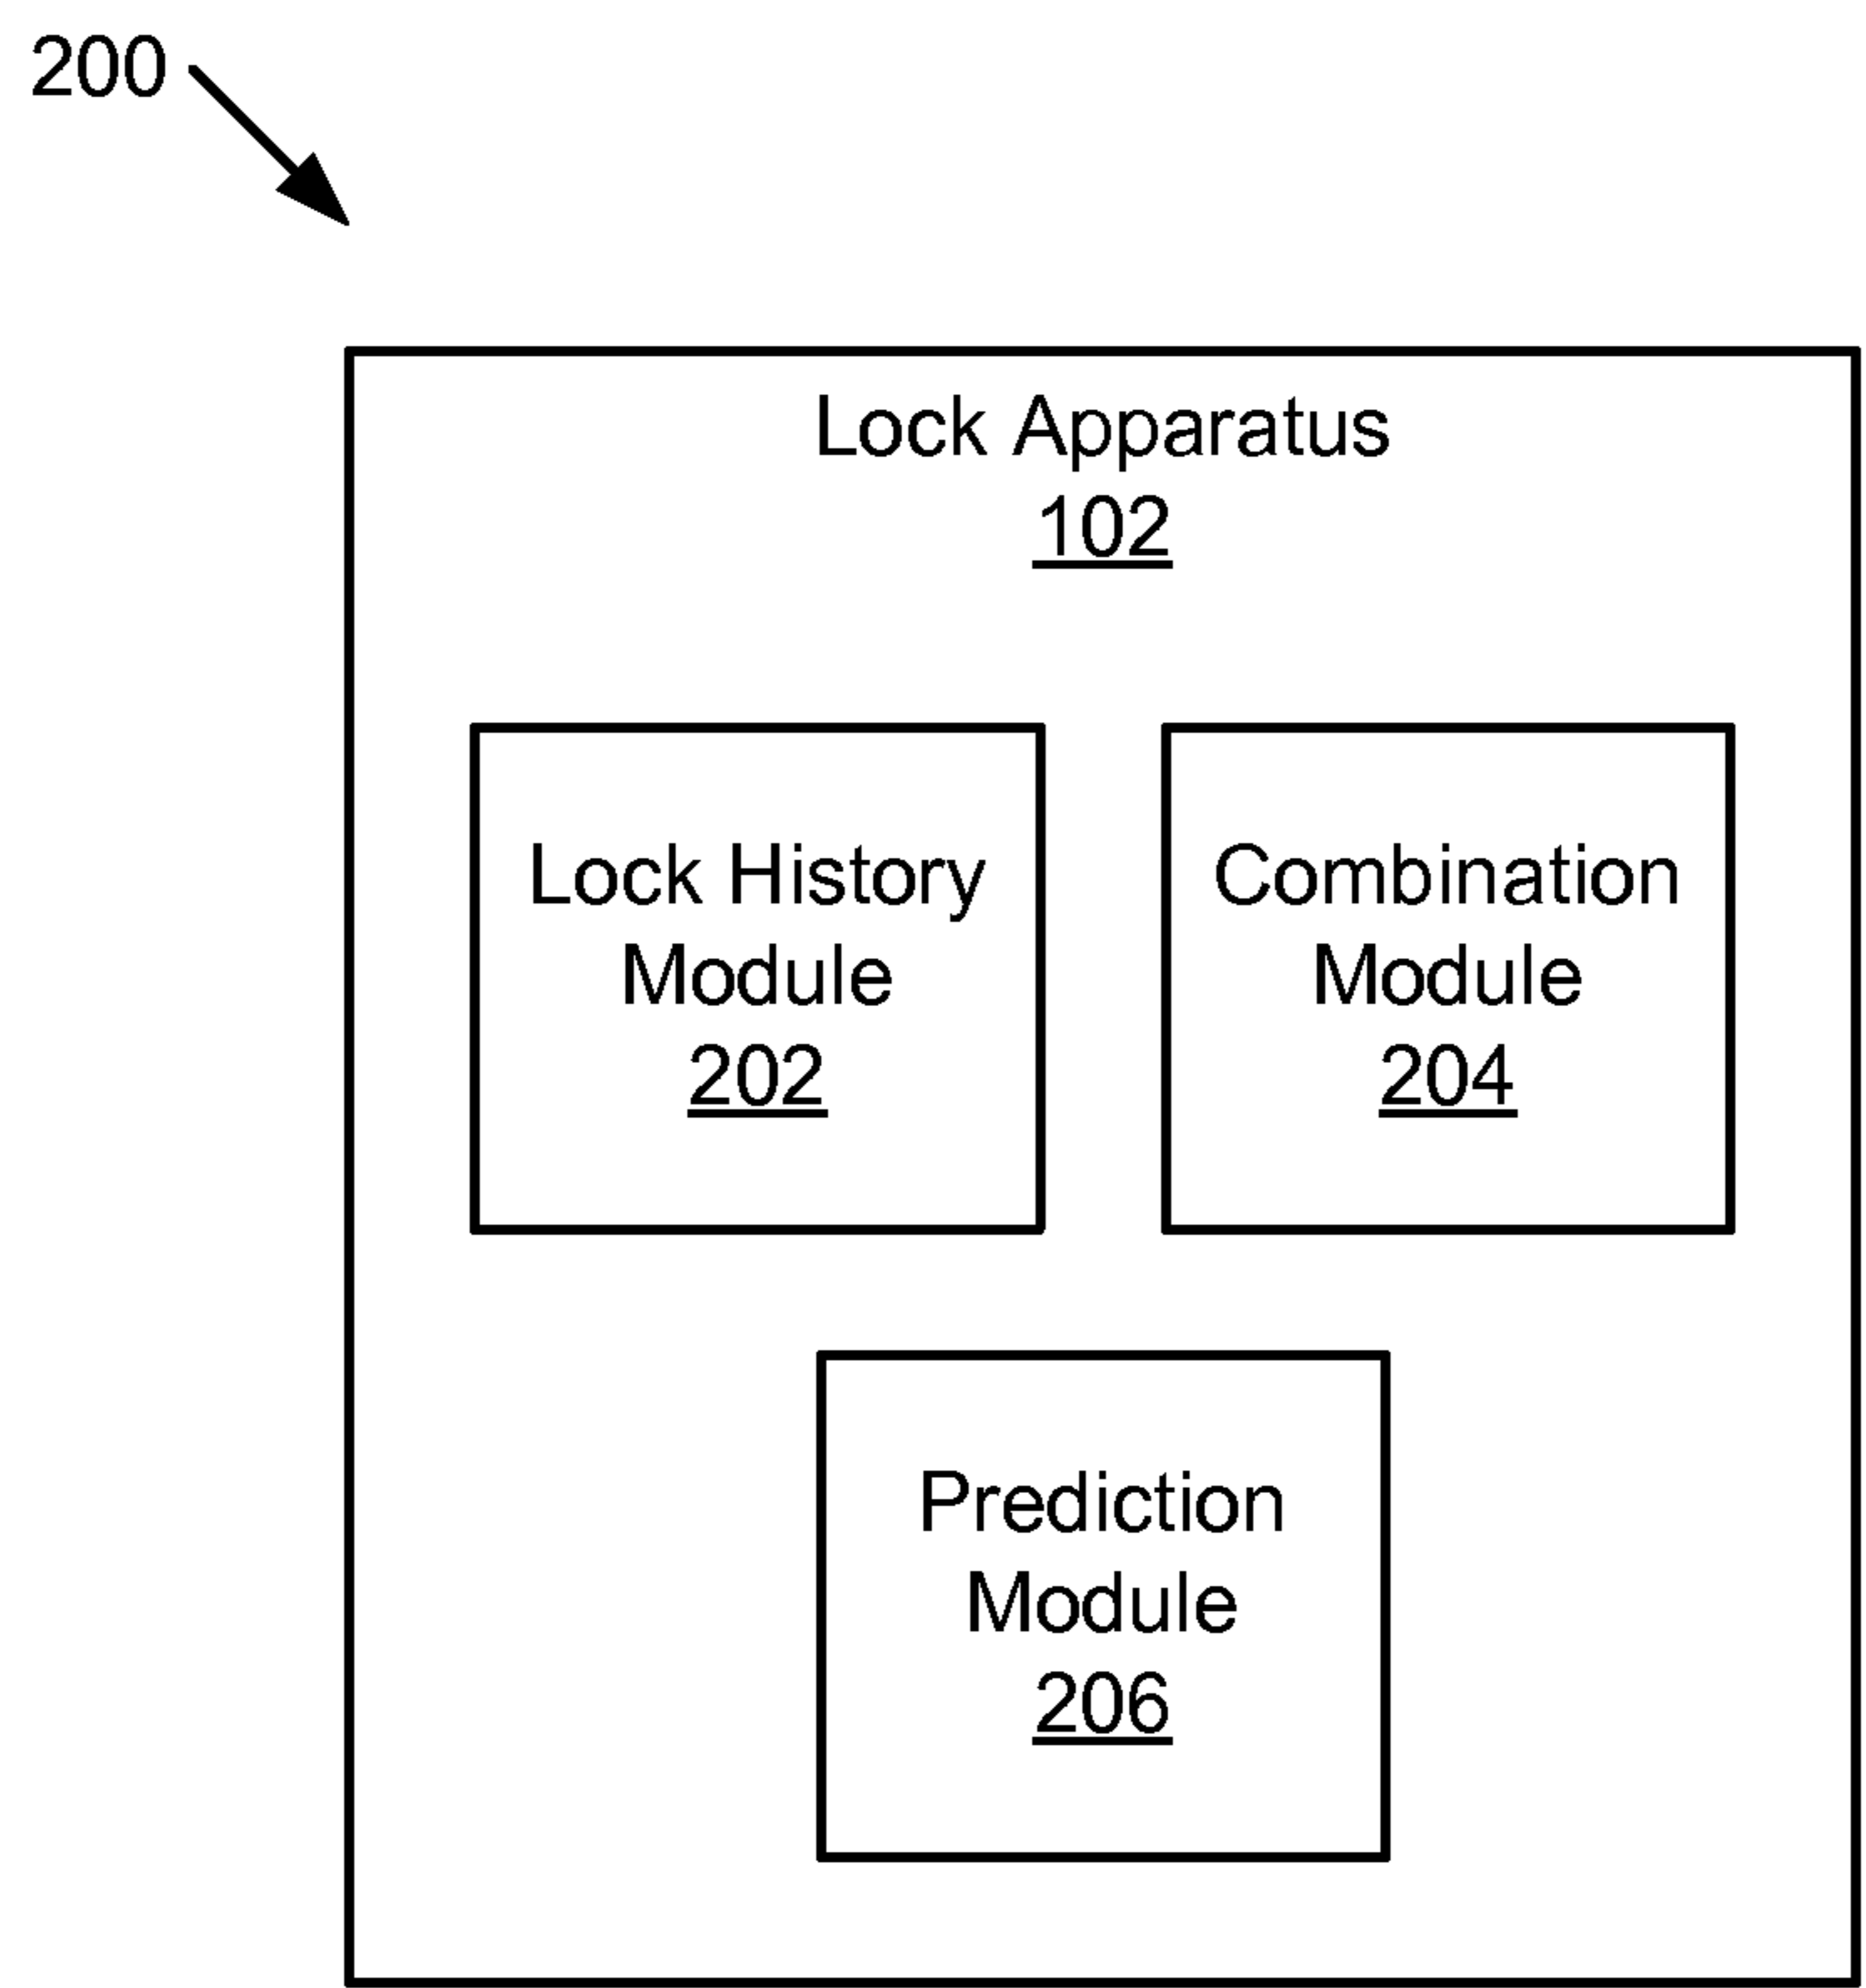 200
Lock Apparatus
102
Lock History
Module
202
Combination
Module
204
Prediction
Module
206